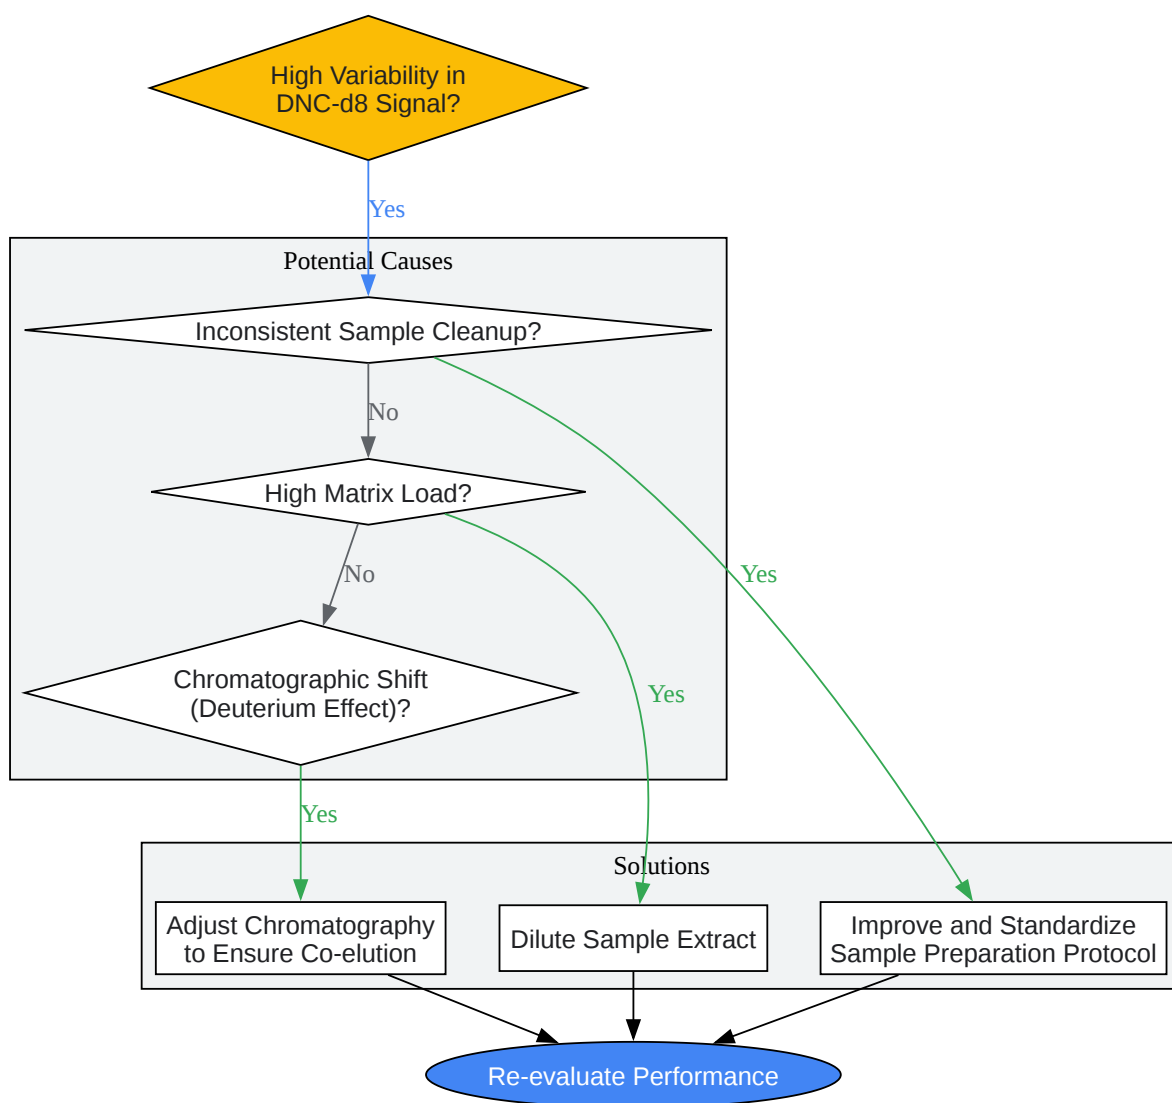 High Variability in
DNC-d8 Signal?
Yes
Potential Causes
Inconsistent Sample Cleanup?
No
High Matrix Load?
No
Yes
Chromatographic Shift
(Deuterium Effect)?
Yes
Yes
Solutions
Adjust Chromatography
to Ensure Co-elution
Dilute Sample Extract
Improve and Standardize
Sample Preparation Protocol
Re-evaluate Performance